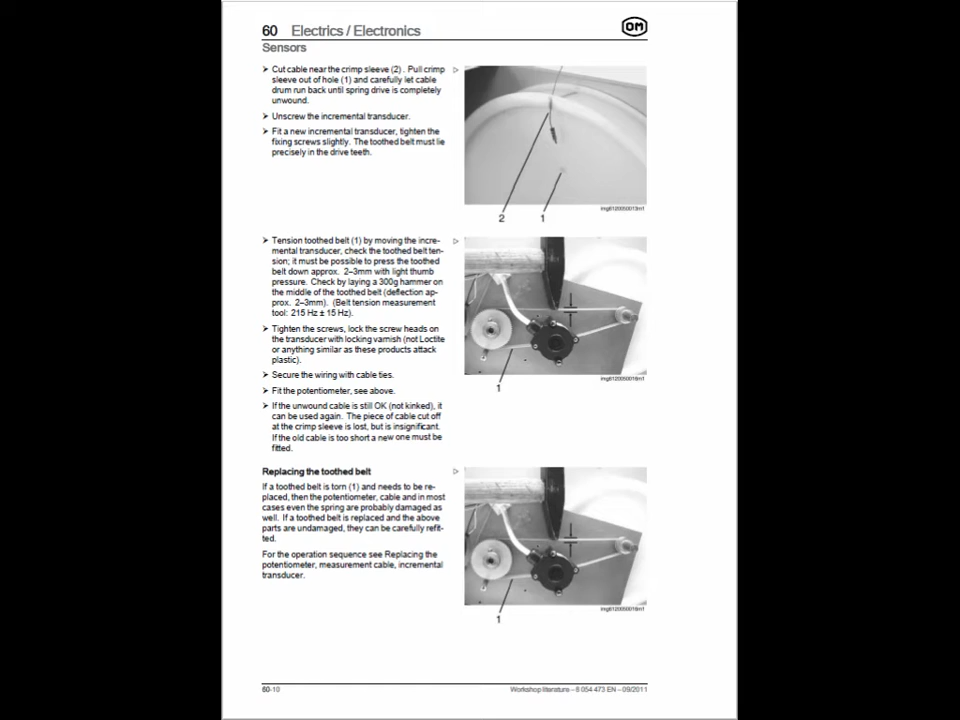 60 Electrics / Electronics
OM
Sensors
➤ Cut cable near the crimp sleeve (2) . Pull crimp
sleeve out of hole (1) and carefully let cable
drum run back until spring drive is completely
unwound.
➤ Unscrew the incremental transducer.
➤ Fit a new incremental transducer, tighten the
fixing screws slightly. The toothed belt must lie
precisely in the drive teeth.
2 1
img6120050013m1
➤ Tension toothed belt (1) by moving the incre-
mental transducer, check the toothed belt ten-
sion; it must be possible to press the toothed
belt down approx. 2–3mm with light thumb
pressure. Check by laying a 300g hammer on
the middle of the toothed belt (deflection ap-
prox. 2–3mm). (Belt tension measurement
tool: 215 Hz ± 15 Hz).
➤ Tighten the screws, lock the screw heads on
the transducer with locking varnish (not Loctite
or anything similar as these products attack
plastic).
➤ Secure the wiring with cable ties.
➤ Fit the potentiometer, see above.
➤ If the unwound cable is still OK (not kinked), it
can be used again. The piece of cable cut off
at the crimp sleeve is lost, but is insignificant.
If the old cable is too short a new one must be
fitted.
1
img6120050016m1
Replacing the toothed belt
If a toothed belt is torn (1) and needs to be re-
placed, then the potentiometer, cable and in most
cases even the spring are probably damaged as
well. If a toothed belt is replaced and the above
parts are undamaged, they can be carefully refit-
ted.
For the operation sequence see Replacing the
potentiometer, measurement cable, incremental
transducer.
1
img6120050016m1
60-10
Workshop literature – 8 054 473 EN – 09/2011